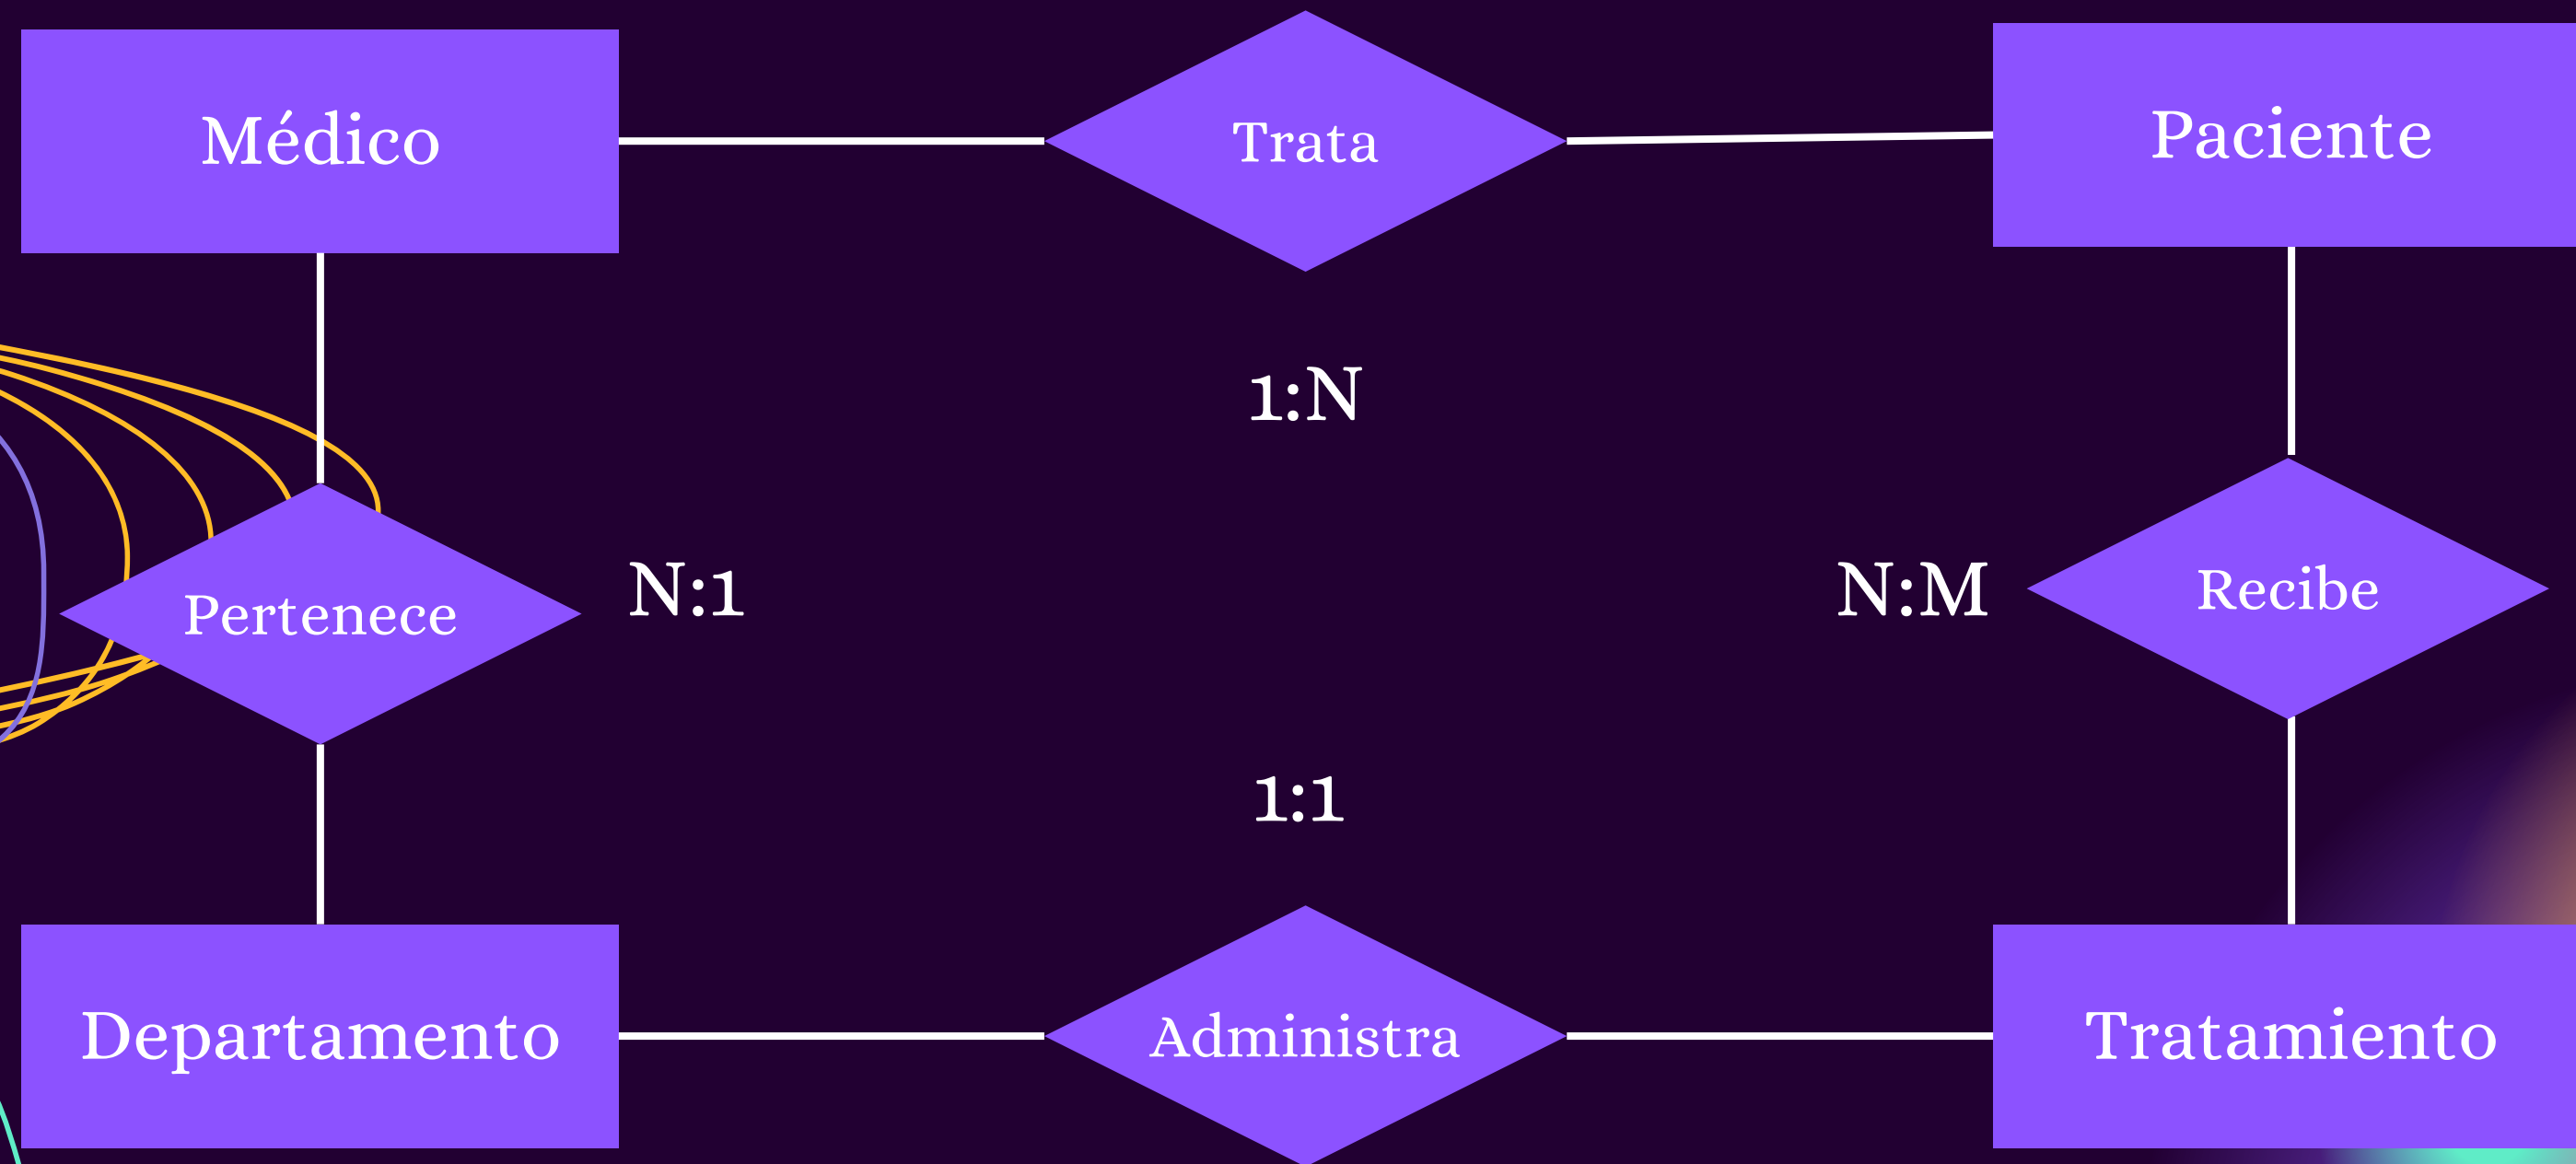 Médico
Trata
Paciente
1:N
Pertenece
N:1
N:M
Recibe
1:1
Departamento
Administra
Tratamiento